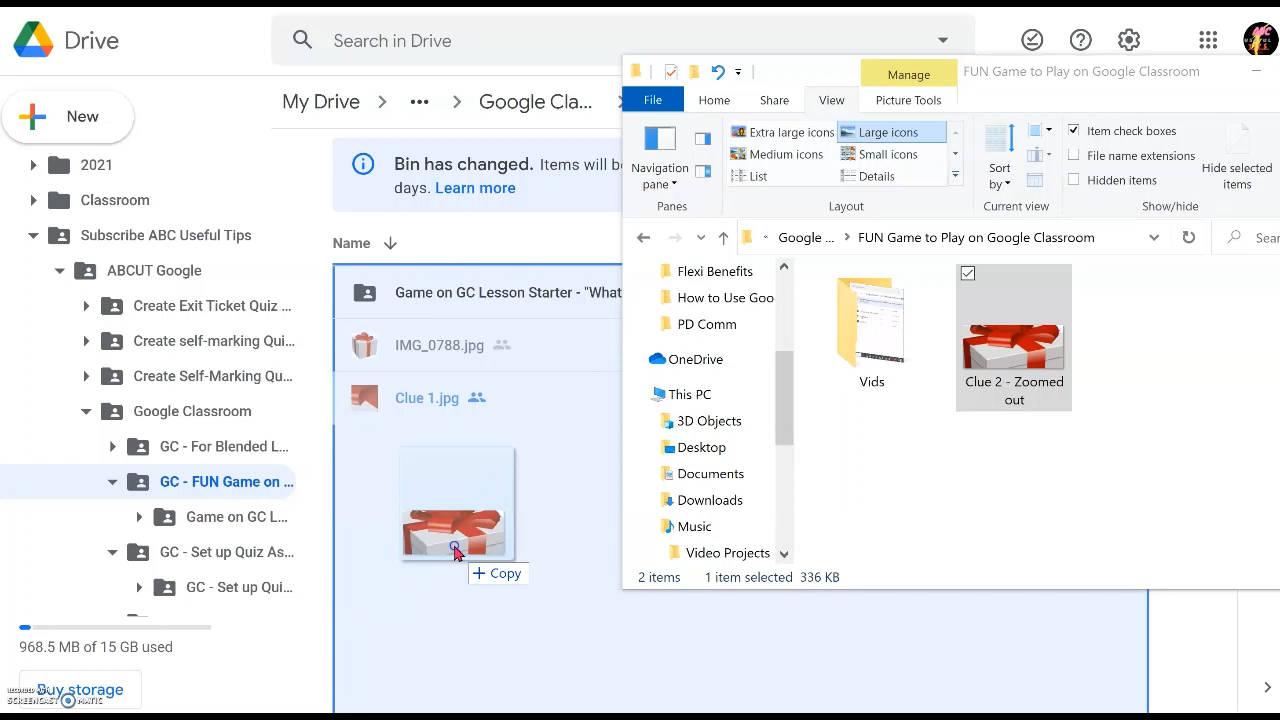 Drive
Search in Drive
New
My Drive
•••
Google Cla...
2021
Classroom
Subscribe ABC Useful Tips
ABCUT Google
Create Exit Ticket Quiz ...
Create self-marking Qui...
Create Self-Marking Qu...
Google Classroom
GC - For Blended L...
GC - FUN Game on ...
Game on GC L...
GC - Set up Quiz As...
GC - Set up Qui...
968.5 MB of 15 GB used
Buy storage
RECORDED WITH
SCREENCAST MATIC
Bin has changed. Items will be
days. Learn more
Name
Game on GC Lesson Starter - "What
IMG_0788.jpg
Clue 1.jpg
+ Copy
Manage
FUN Game to Play on Google Classroom
File
Home
Share
View
Picture Tools
Navigation
pane
Panes
Extra large icons
Large icons
Medium icons
Small icons
List
Details
Layout
Sort
by
Current view
Item check boxes
File name extensions
Hidden items
Hide selected
items
Show/hide
Google ...
FUN Game to Play on Google Classroom
Sear
Flexi Benefits
How to Use Goo
PD Comm
OneDrive
This PC
3D Objects
Desktop
Documents
Downloads
Music
Video Projects
Vids
Clue 2 - Zoomed
out
2 items
1 item selected 336 KB